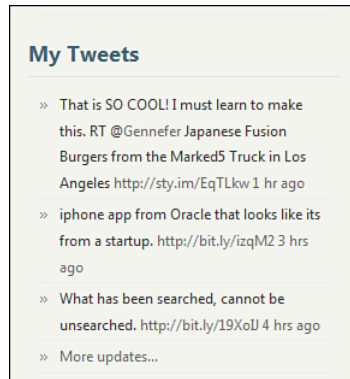 My Tweets
» That is SO COOL! I must learn to make
this. RT @Gennefer Japanese Fusion
Burgers from the Marked5 Truck in Los
Angeles http://sty.im/EqTLkw 1 hr ago
» iphone app from Oracle that looks like its
from a startup. http://bit.ly/izqM2 3 hrs
ago
» What has been searched, cannot be
unsearched. http://bit.ly/19XoIJ 4 hrs ago
» More updates...